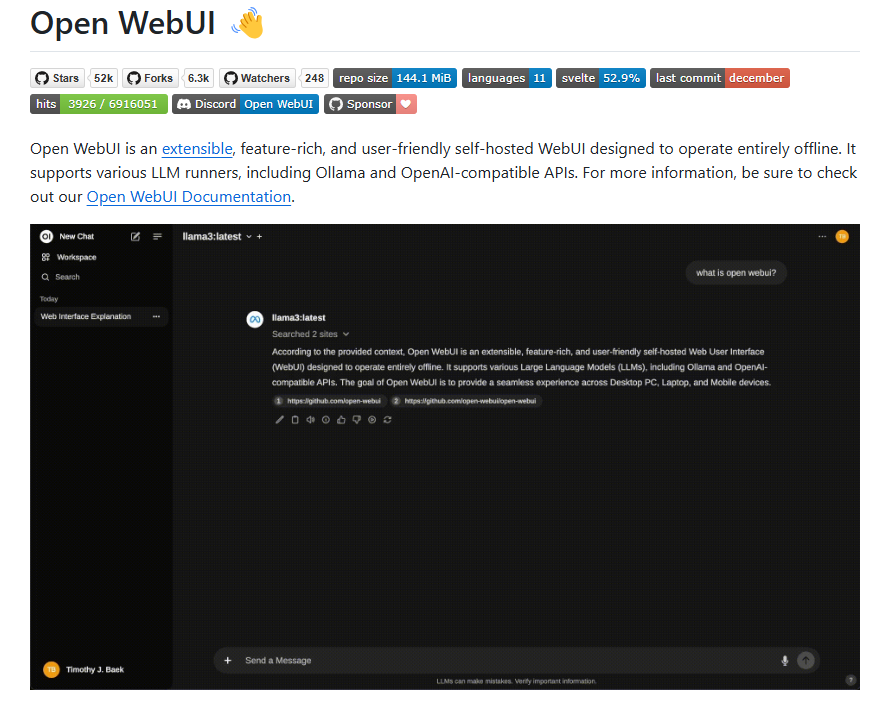 Open WebUI 👋
Stars 52k Forks 6.3k Watchers 248 repo size 144.1 MiB languages 11 svelte 52.9% last commit december
hits 3926 / 6916051 Discord Open WebUI Sponsor
Open WebUI is an extensible, feature-rich, and user-friendly self-hosted WebUI designed to operate entirely offline. It
supports various LLM runners, including Ollama and OpenAI-compatible APIs. For more information, be sure to check
out our Open WebUI Documentation.
OI New Chat
llama3:latest
Workspace
Search
Today
Web Interface Explanation
TB
what is open webui?
llama3:latest
Searched 2 sites
According to the provided context, Open WebUI is an extensible, feature-rich, and user-friendly self-hosted Web User Interface
(WebUI) designed to operate entirely offline. It supports various Large Language Models (LLMs), including Ollama and OpenAI-
compatible APIs. The goal of Open WebUI is to provide a seamless experience across Desktop PC, Laptop, and Mobile devices.
1 https://github.com/open-webui 2 https://github.com/open-webui/open-webui
TB Timothy J. Baek
+ Send a Message
LLMs can make mistakes. Verify important information.
?